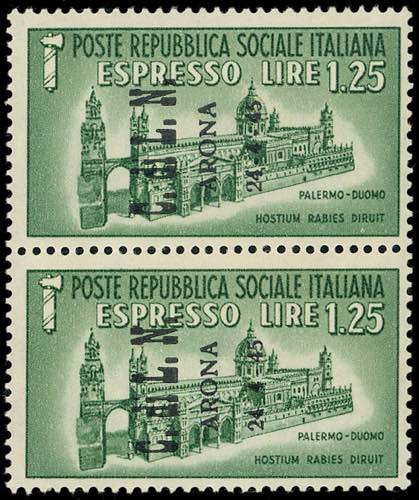 POSTE REPUBBLICA SOCIALE ITALIANA
ESPRESSO LIRE 1.25
C.d.L.N.
ARONA
24 4 45
PALERMO-DUOMO
HOSTIUM RABIES DIRUIT
POSTE REPUBBLICA SOCIALE ITALIANA
ESPRESSO LIRE 1.25
C.d.L.N.
ARONA
24 4 45
PALERMO-DUOMO
HOSTIUM RABIES DIRUIT